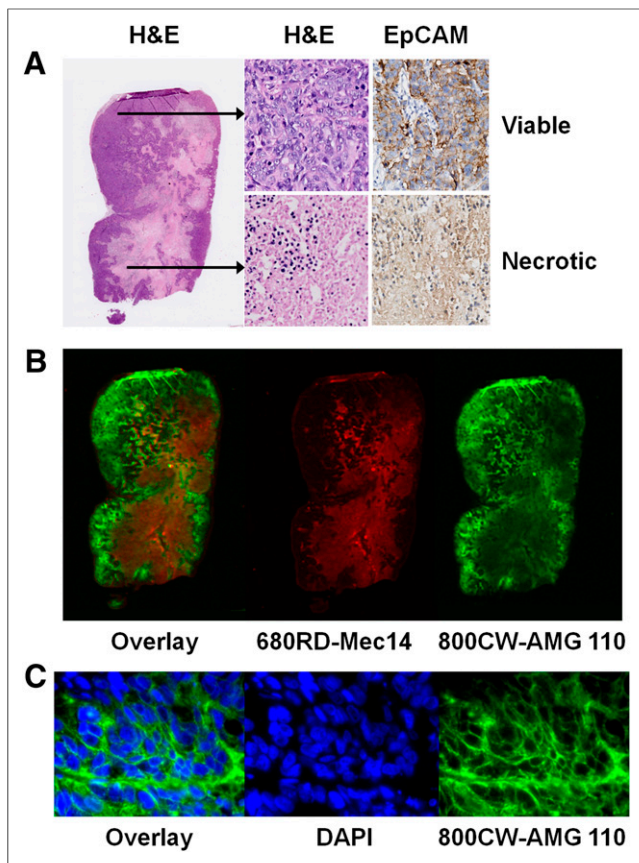 H&E H&E EpCAM
A
Viable
Necrotic
B
Overlay 680RD-Mec14 800CW-AMG 110
C
Overlay DAPI 800CW-AMG 110